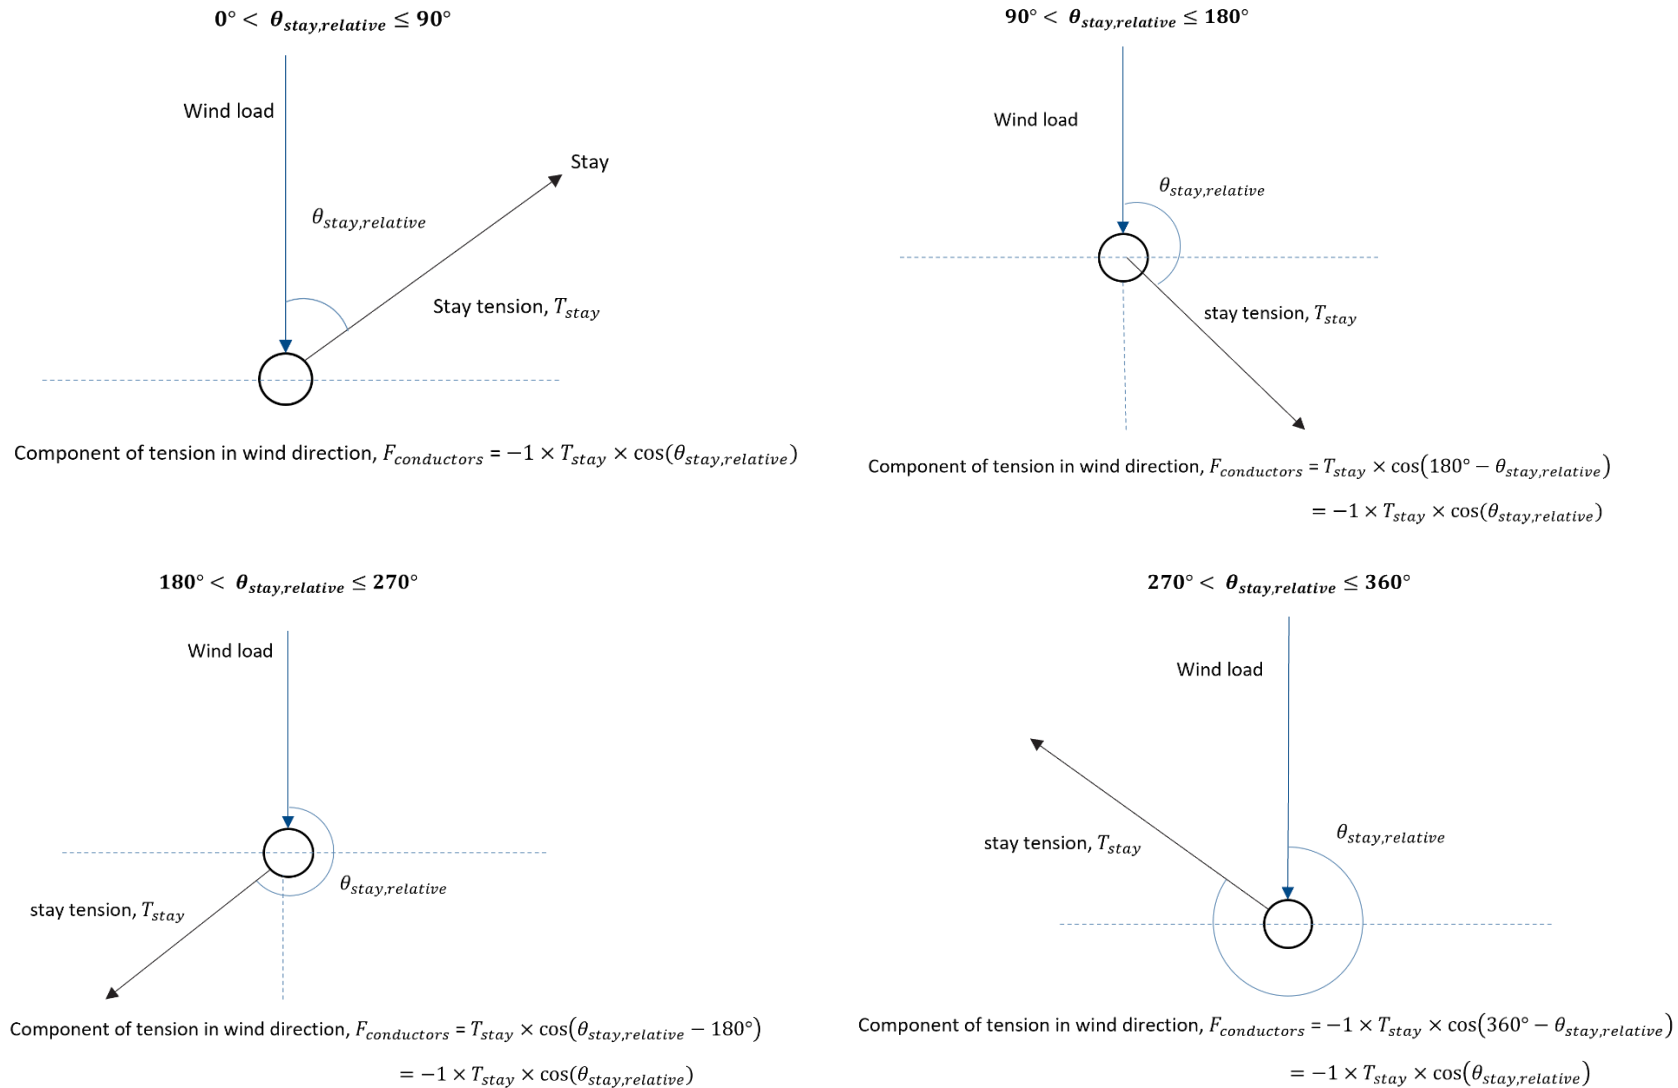 0° < θstay,relative ≤ 90°
Wind load
Stay
θstay,relative
Stay tension, Tstay
Component of tension in wind direction, Fconductors = −1 × Tstay × cos(θstay,relative)
90° < θstay,relative ≤ 180°
Wind load
θstay,relative
stay tension, Tstay
Component of tension in wind direction, Fconductors = Tstay × cos(180° − θstay,relative)
= −1 × Tstay × cos(θstay,relative)
180° < θstay,relative ≤ 270°
Wind load
θstay,relative
stay tension, Tstay
Component of tension in wind direction, Fconductors = Tstay × cos(θstay,relative − 180°)
= −1 × Tstay × cos(θstay,relative)
270° < θstay,relative ≤ 360°
Wind load
θstay,relative
stay tension, Tstay
Component of tension in wind direction, Fconductors = −1 × Tstay × cos(360° − θstay,relative)
= −1 × Tstay × cos(θstay,relative)